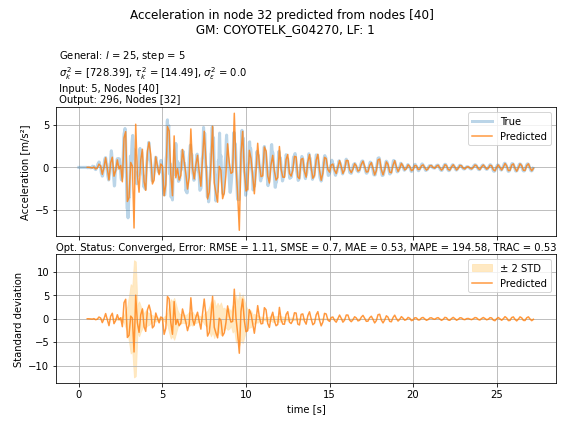 Acceleration in node 32 predicted from nodes [40]
GM: COYOTELK_G04270, LF: 1
General: l = 25, step = 5
σ²ₖ = [728.39], τ²ₖ = [14.49], σ²ε = 0.0
Input: 5, Nodes [40]
Output: 296, Nodes [32]
Acceleration [m/s²]
5
0
−5
True
Predicted
Opt. Status: Converged, Error: RMSE = 1.11, SMSE = 0.7, MAE = 0.53, MAPE = 194.58, TRAC = 0.53
Standard deviation
10
5
0
−5
−10
± 2 STD
Predicted
0 5 10 15 20 25
time [s]